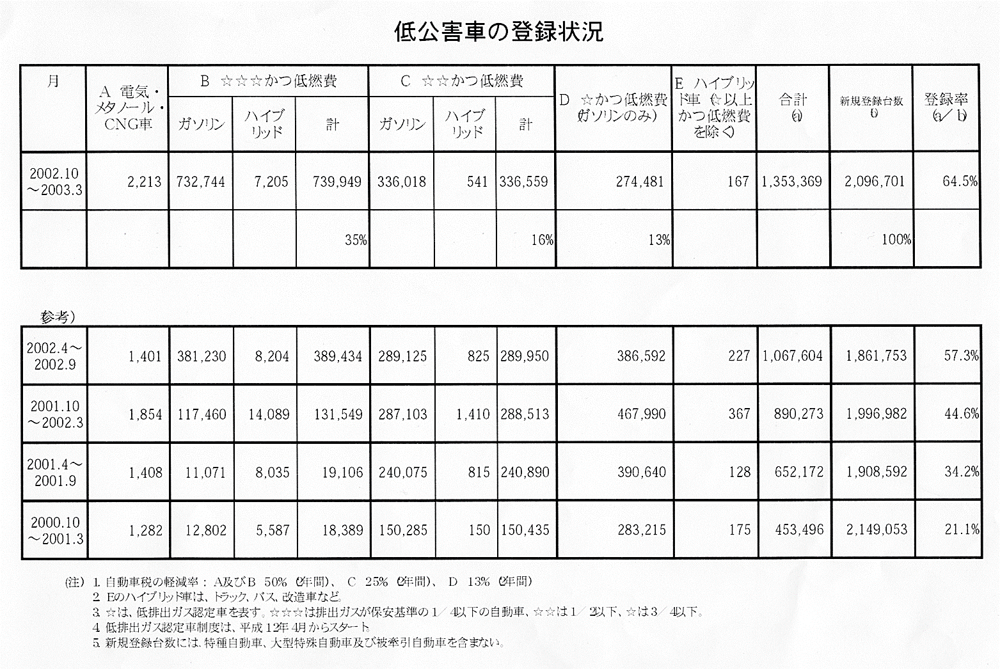 低公害車の登録状況
月
A 電気・
メタノール・
CNG車
B ☆☆☆かつ低燃費
ガソリン
ハイブ
リッド
計
C ☆☆かつ低燃費
ガソリン
ハイブ
リッド
計
D ☆かつ低燃費
(ガソリンのみ)
E ハイブリッ
ド車 (☆以上
かつ低燃費
を除く)
合計
(a)
新規登録台数
(b)
登録率
(a/b)
2002.10
～2003.3
2,213 732,744 7,205 739,949 336,018 541 336,559 274,481 167 1,353,369 2,096,701 64.5%
35% 16% 13% 100%
(参考)
2002.4～
2002.9
1,401 381,230 8,204 389,434 289,125 825 289,950 386,592 227 1,067,604 1,861,753 57.3%
2001.10
～2002.3
1,854 117,460 14,089 131,549 287,103 1,410 288,513 467,990 367 890,273 1,996,982 44.6%
2001.4～
2001.9
1,408 11,071 8,035 19,106 240,075 815 240,890 390,640 128 652,172 1,908,592 34.2%
2000.10
～2001.3
1,282 12,802 5,587 18,389 150,285 150 150,435 283,215 175 453,496 2,149,053 21.1%
(注) 1. 自動車税の軽減率: A及びB 50% (2年間)、 C 25% (2年間)、 D 13% (2年間)
2. Eのハイブリッド車は、トラック、バス、改造車など。
3. ☆は、低排出ガス認定車を表す。☆☆☆は排出ガスが保安基準の1/4以下の自動車、☆☆は1/2以下、☆は3/4以下。
4. 低排出ガス認定車制度は、平成12年4月からスタート。
5. 新規登録台数には、特種自動車、大型特殊自動車及び被牽引自動車を含まない。